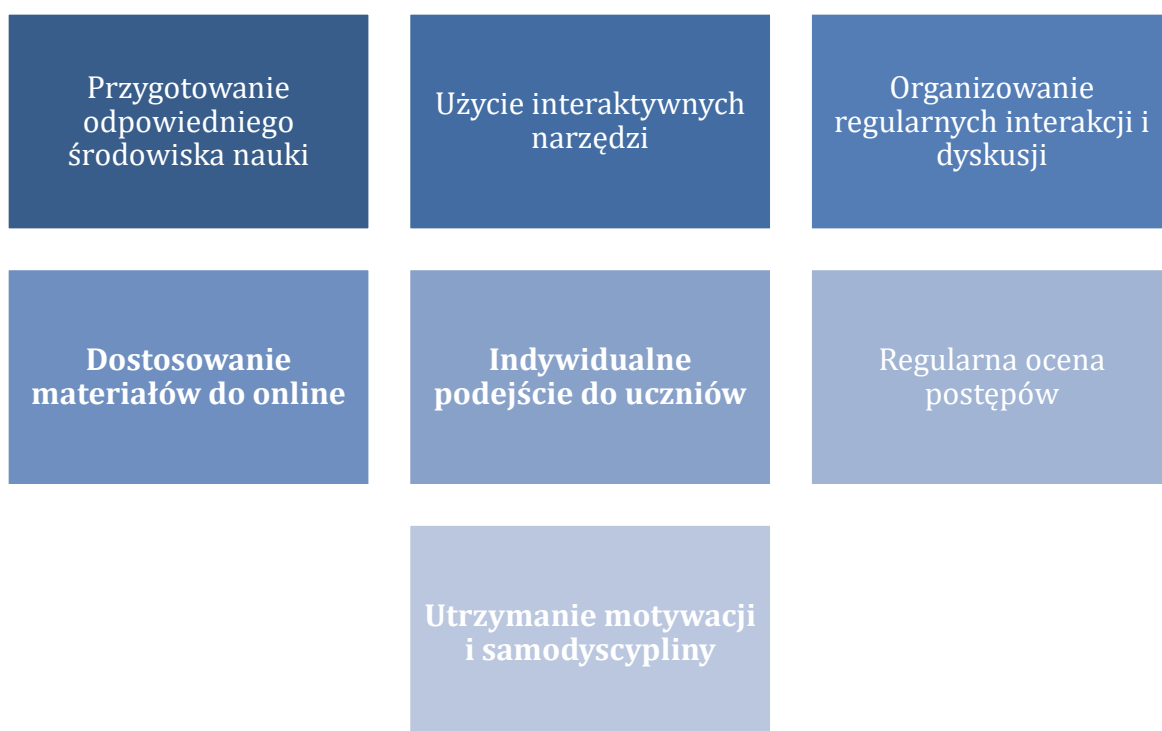 Przygotowanie
odpowiedniego
środowiska nauki
Użycie interaktywnych
narzędzi
Organizowanie
regularnych interakcji i
dyskusji
Dostosowanie
materiałów do online
Indywidualne
podejście do uczniów
Regularna ocena
postępów
Utrzymanie motywacji
i samodyscypliny